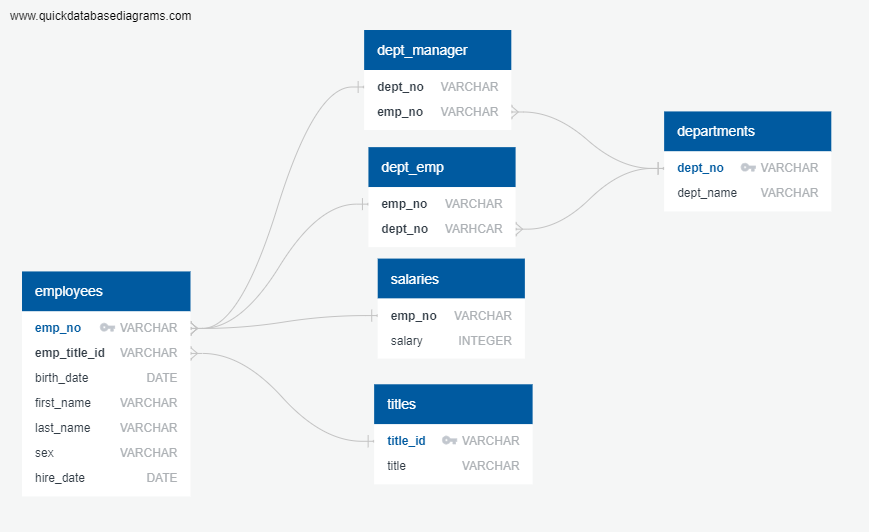 www.quickdatabasediagrams.com
dept_manager
dept_no VARCHAR
emp_no VARCHAR
departments
dept_no VARCHAR
dept_name VARCHAR
dept_emp
emp_no VARCHAR
dept_no VARHCAR
salaries
emp_no VARCHAR
salary INTEGER
employees
emp_no VARCHAR
emp_title_id VARCHAR
birth_date DATE
first_name VARCHAR
last_name VARCHAR
sex VARCHAR
hire_date DATE
titles
title_id VARCHAR
title VARCHAR